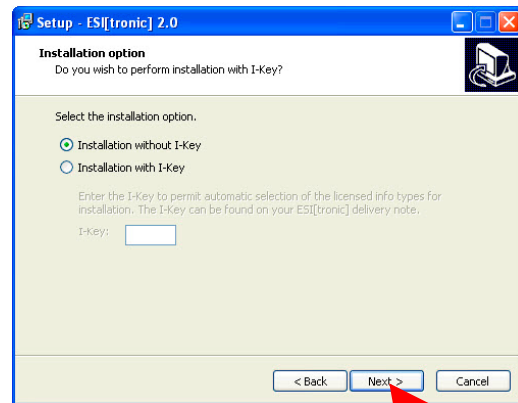 Setup - ESI[tronic] 2.0
Installation option
Do you wish to perform installation with I-Key?
Select the installation option.
Installation without I-Key
Installation with I-Key
Enter the I-Key to permit automatic selection of the licensed info types for
installation. The I-Key can be found on your ESI[tronic] delivery note.
I-Key:
< Back
Next >
Cancel